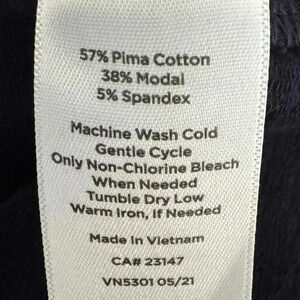 57% Pima Cotton
38% Modal
5% Spandex
Machine Wash Cold
Gentle Cycle
Only Non-Chlorine Bleach
When Needed
Tumble Dry Low
Warm Iron, If Needed
Made In Vietnam
CA# 23147
VN5301 05/21